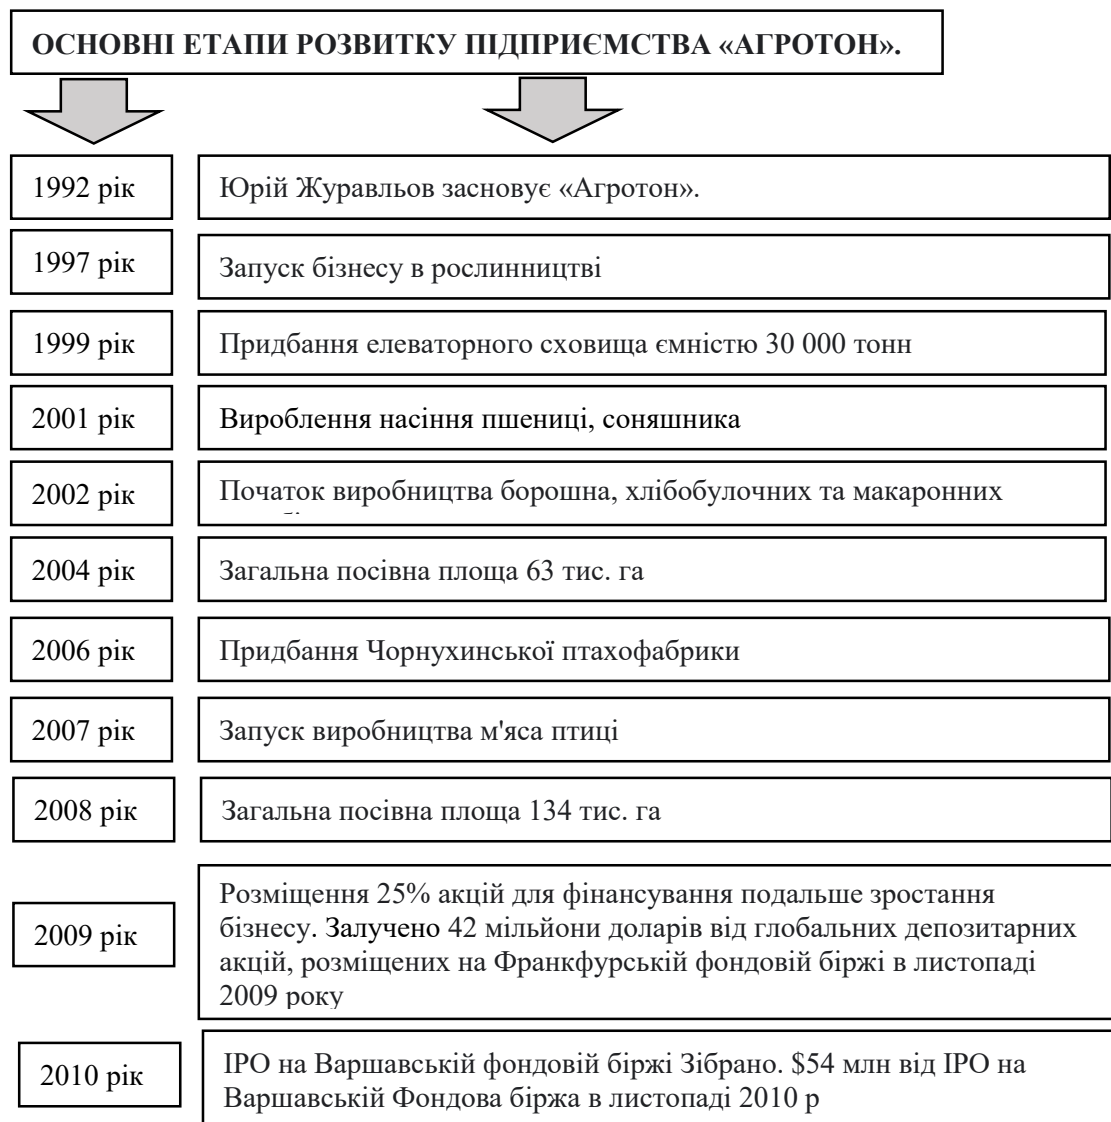 ОСНОВНІ ЕТАПИ РОЗВИТКУ ПІДПРИЄМСТВА «АГРОТОН».
1992 рік
Юрій Журавльов засновує «Агротон».
1997 рік
Запуск бізнесу в рослинництві
1999 рік
Придбання елеваторного сховища ємністю 30 000 тонн
2001 рік
Вироблення насіння пшениці, соняшника
2002 рік
Початок виробництва борошна, хлібобулочних та макаронних
2004 рік
Загальна посівна площа 63 тис. га
2006 рік
Придбання Чорнухинської птахофабрики
2007 рік
Запуск виробництва м'яса птиці
2008 рік
Загальна посівна площа 134 тис. га
2009 рік
Розміщення 25% акцій для фінансування подальше зростання
бізнесу. Залучено 42 мільйони доларів від глобальних депозитарних
акцій, розміщених на Франкфурській фондовій біржі в листопаді
2009 року
2010 рік
IPO на Варшавській фондовій біржі Зібрано. $54 млн від IPO на
Варшавській Фондова біржа в листопаді 2010 р